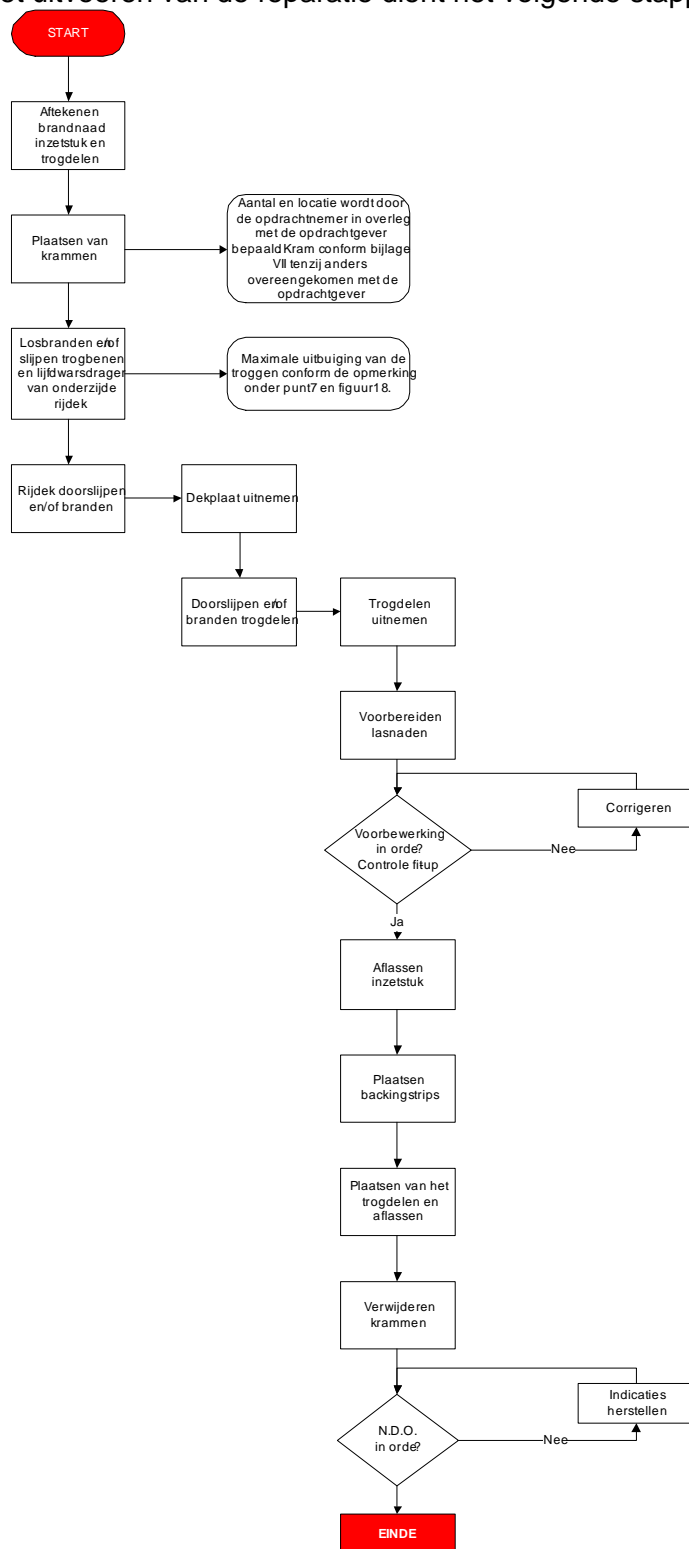 et uitvoeren van de reparatie dient het volgende stapp
START
Aftekenen
brandnaad
inzetstuk en
trogdelen
Plaatsen van
krammen
Aantal en locatie wordt door
de opdrachtnemer in overleg
met de opdrachtgever
bepaald Kram conform bijlage
VII tenzij anders
overeengekomen met de
opdrachtgever
Losbranden en/of
slijpen trogbenen
en lijfdwarsdrager
van onderzijde
rijdek
Maximale uitbuiging van de
troggen conform de opmerking
onder punt7 en figuur18.
Rijdek doorslijpen
en/of branden
Dekplaat uitnemen
Doorslijpen en/of
branden trogdelen
Trogdelen
uitnemen
Voorbereiden
lasnaden
Corrigeren
Voorbewerking
in orde?
Controle fit-up
Nee
Ja
Aflassen
inzetstuk
Plaatsen
backingstrips
Plaatsen van het
trogdelen en
aflassen
Verwijderen
krammen
Indicaties
herstellen
N.D.O.
in orde?
Nee
EINDE